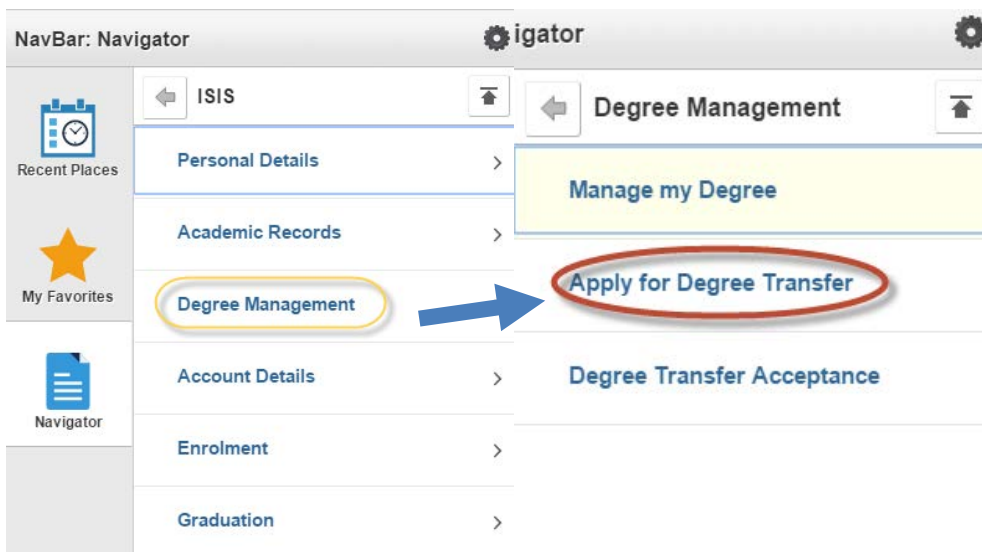 NavBar: Navigator
Recent Places
My Favorites
Navigator
ISIS
Personal Details
Academic Records
Degree Management
Account Details
Enrolment
Graduation
igator
Degree Management
Manage my Degree
Apply for Degree Transfer
Degree Transfer Acceptance